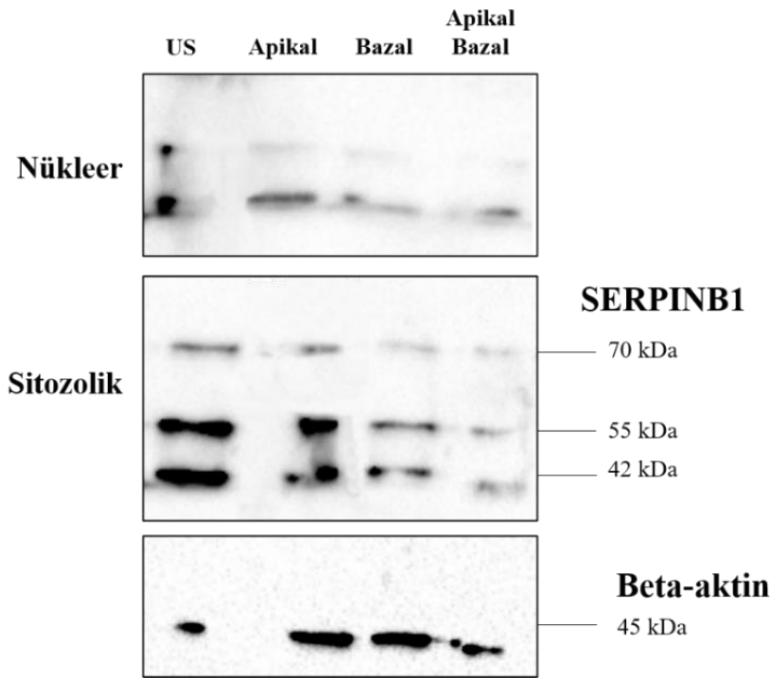 US Apikal Bazal Apikal
Bazal
Nükleer
SERPINB1
70 kDa
Sitozolik
55 kDa
42 kDa
Beta-aktin
45 kDa